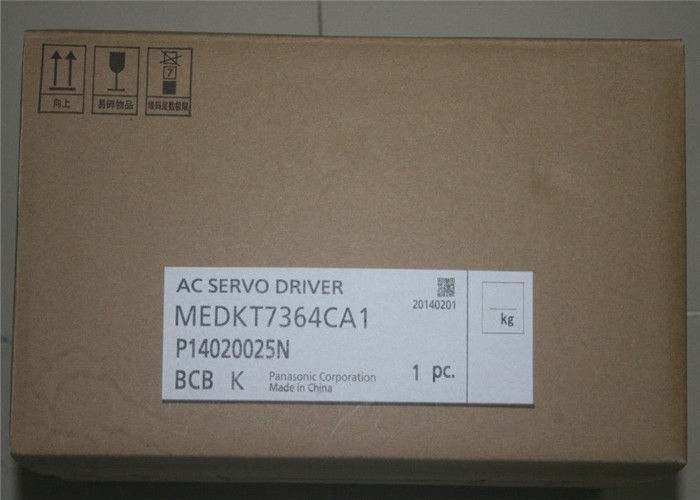 向上
易碎物品
7
堆码层数极限
AC SERVO DRIVER
20140201
MEDKT7364CA1
kg
P14020025N
BCB K
Panasonic Corporation
Made in China
1 pc.